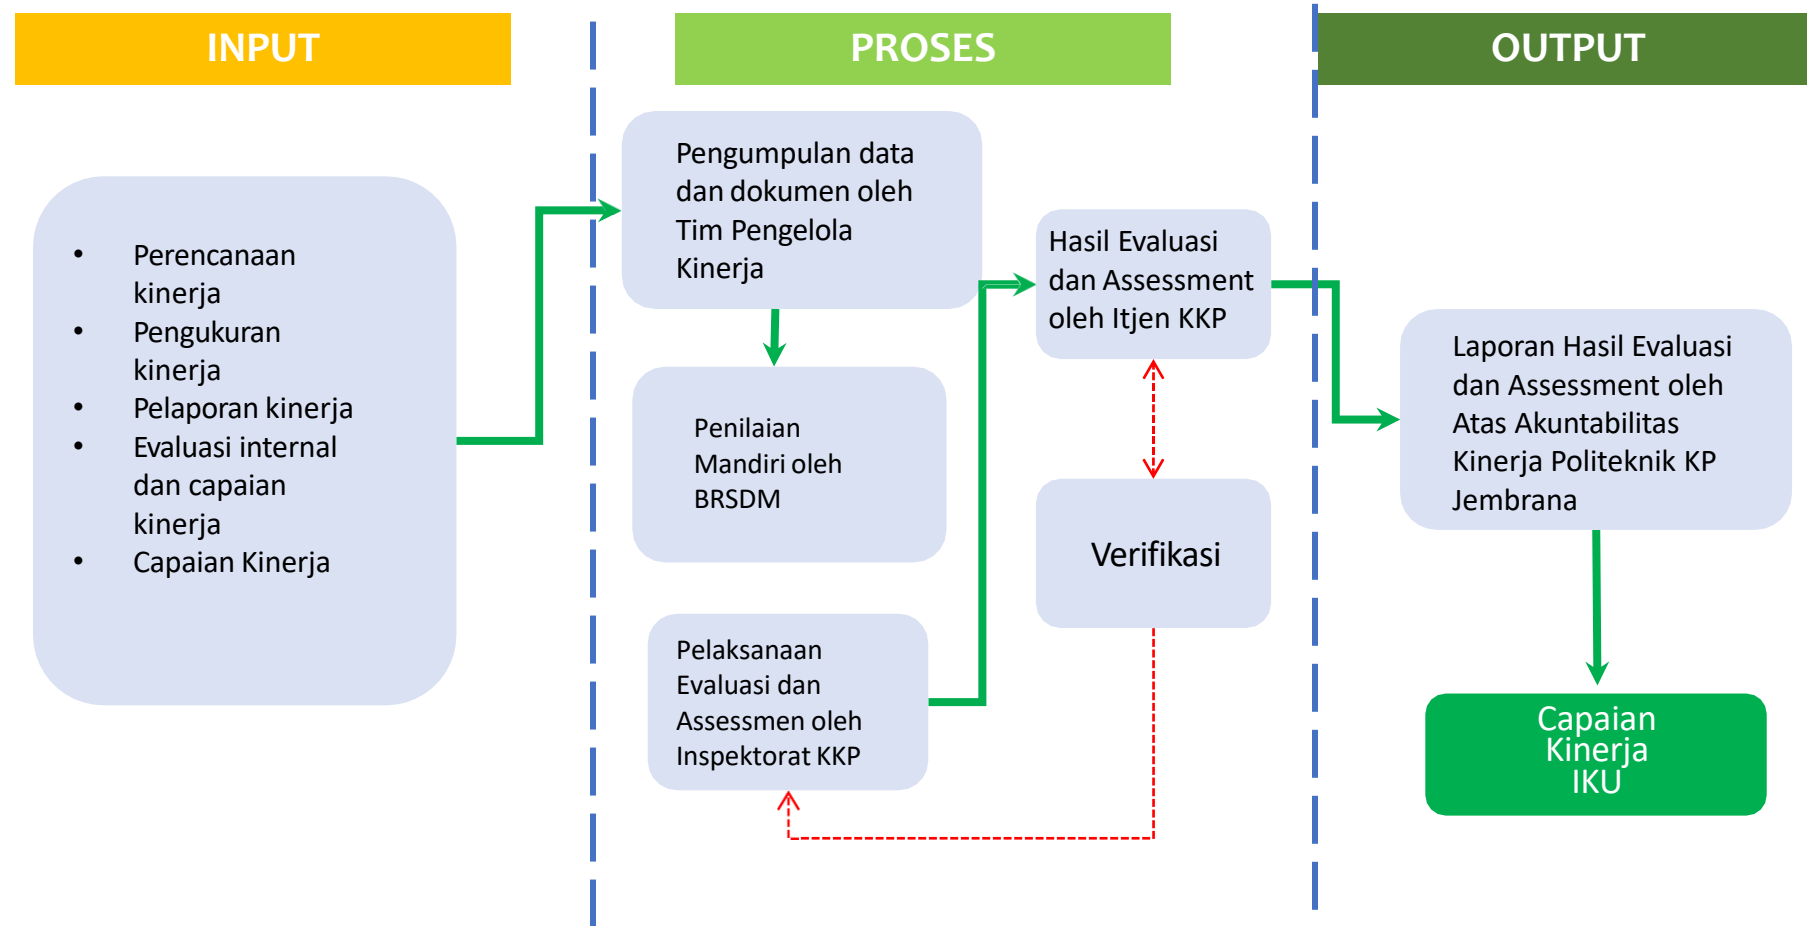 INPUT
PROSES
OUTPUT
• Perencanaan
kinerja
• Pengukuran
kinerja
• Pelaporan kinerja
• Evaluasi internal
dan capaian
kinerja
• Capaian Kinerja
Pengumpulan data
dan dokumen oleh
Tim Pengelola
Kinerja
Penilaian
Mandiri oleh
BRSDM
Pelaksanaan
Evaluasi dan
Assessmen oleh
Inspektorat KKP
Hasil Evaluasi
dan Assessment
oleh Itjen KKP
Verifikasi
Laporan Hasil Evaluasi
dan Assessment oleh
Atas Akuntabilitas
Kinerja Politeknik KP
Jembrana
Capaian
Kinerja
IKU